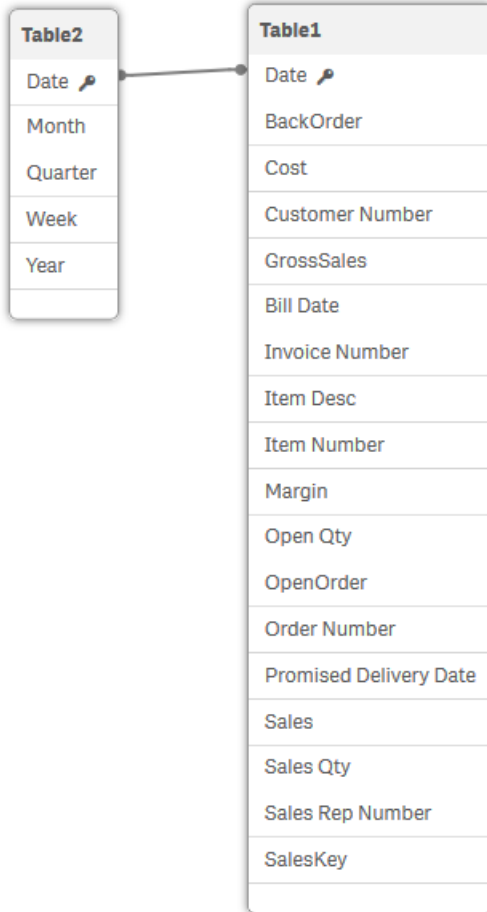 Table2
Date
Month
Quarter
Week
Year
Table1
Date
BackOrder
Cost
Customer Number
GrossSales
Bill Date
Invoice Number
Item Desc
Item Number
Margin
Open Qty
OpenOrder
Order Number
Promised Delivery Date
Sales
Sales Qty
Sales Rep Number
SalesKey